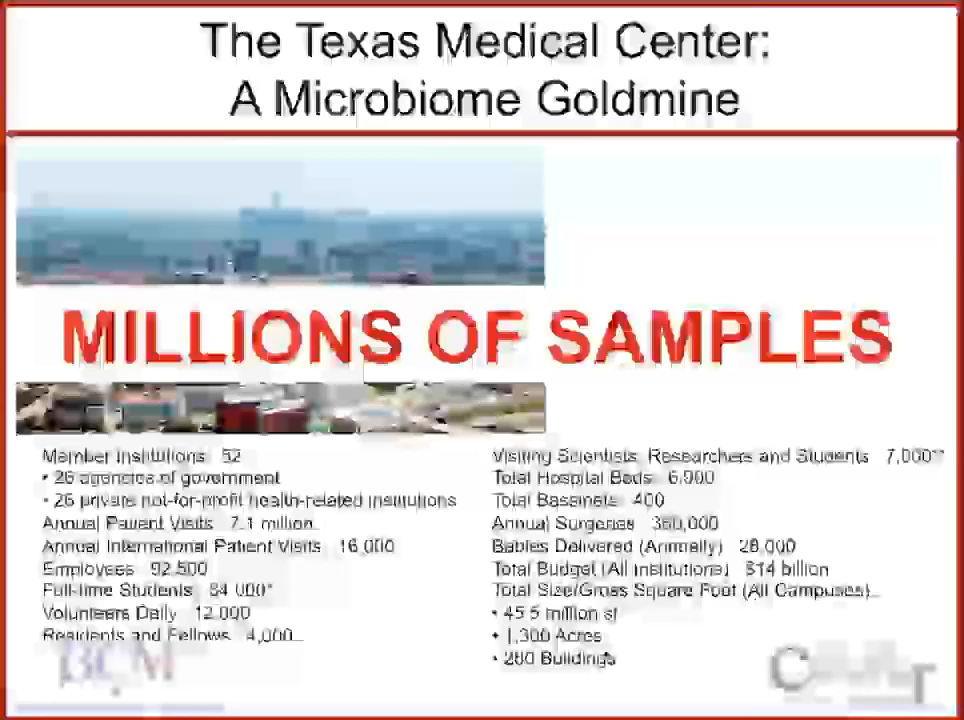 The Texas Medical Center:
A Microbiome Goldmine
MILLIONS OF SAMPLES
Member Institutions 52
• 26 agencies of government
• 26 private not-for-profit health-related institutions
Annual Patient Visits 7.1 million
Annual International Patient Visits 16,000
Employees 92,500
Full-time Students 34,000*
Volunteers Daily 12,000
Residents and Fellows 4,000
Visiting Scientists, Researchers and Students 7,000**
Total Hospital Beds 6,900
Total Bassinets 400
Annual Surgeries 350,000
Babies Delivered (Annually) 28,000
Total Budget (All Institutions) $14 billion
Total Size/Gross Square Foot (All Campuses)
• 45.5 million sf
• 1,300 Acres
• 280 Buildings
BCM